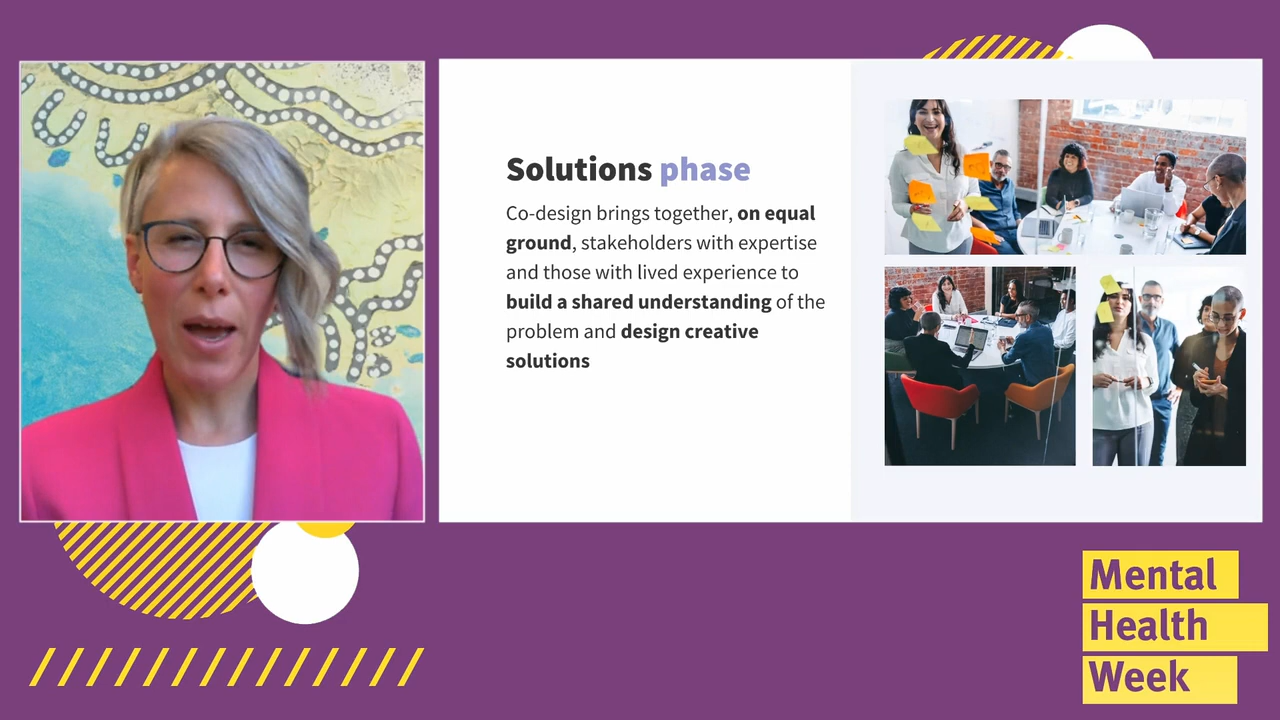 Solutions phase
Co-design brings together, on equal
ground, stakeholders with expertise
and those with lived experience to
build a shared understanding of the
problem and design creative
solutions
Mental
Health
Week